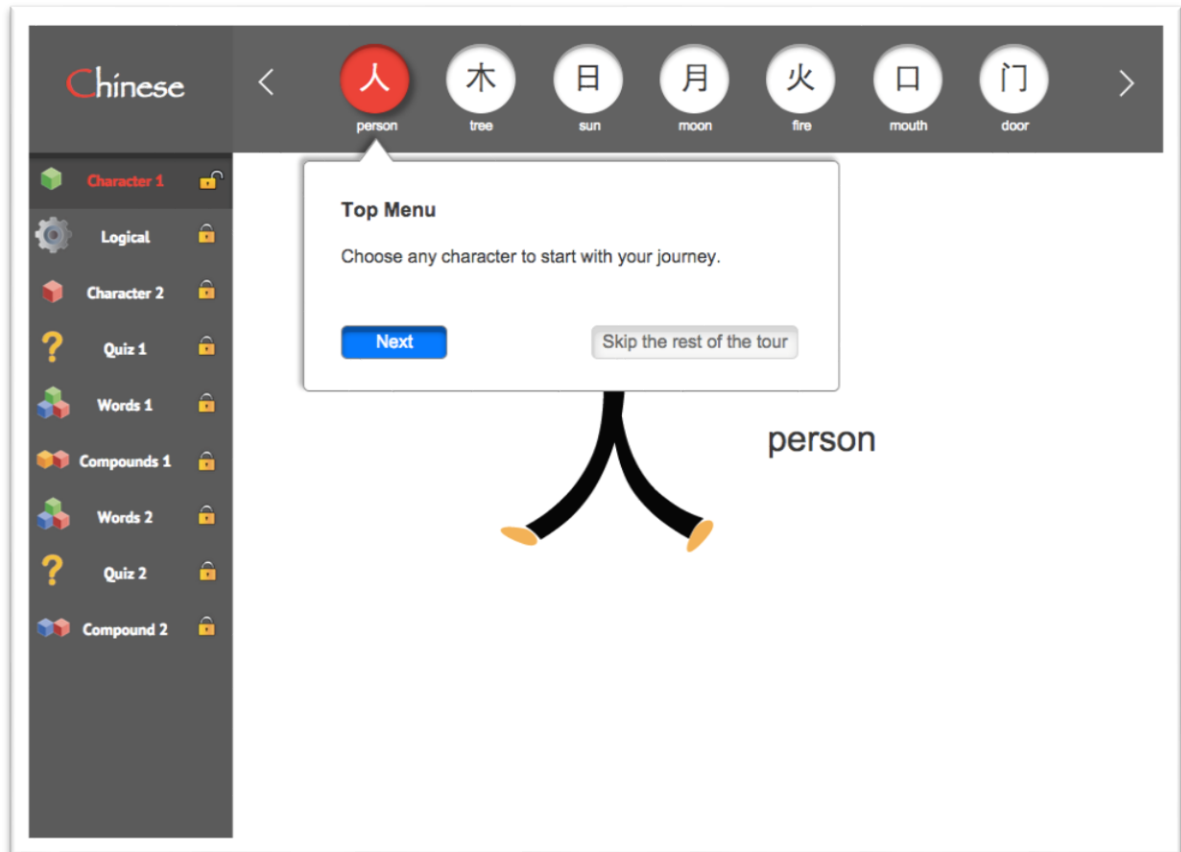 Chinese
人 木 日 月 火 口 门
person tree sun moon fire mouth door
Character 1
Logical
Character 2
Quiz 1
Words 1
Compounds 1
Words 2
Quiz 2
Compound 2
Top Menu
Choose any character to start with your journey.
Next Skip the rest of the tour
person